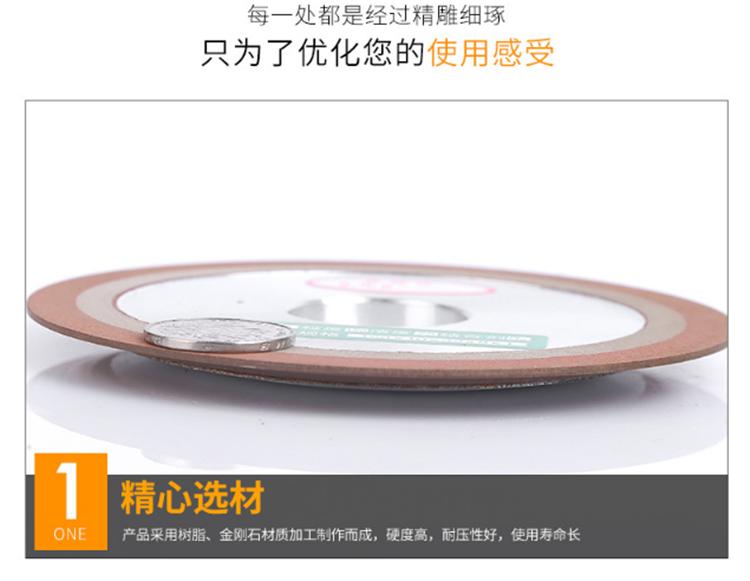 每一处都是经过精雕细琢
只为了优化您的使用感受
1
ONE
精心选材
产品采用树脂、金刚石材质加工制作而成，硬度高，耐压性好，使用寿命长